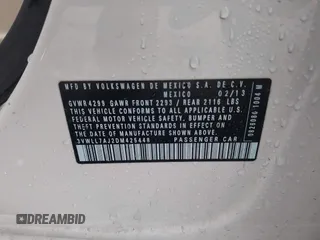 MFD BY VOLKSWAGEN DE MEXICO S.A. DE C.V.
MEXICO 02/13
GVWR 4299 GAWR FRONT 2293 / REAR 2116 LBS
THIS VEHICLE CONFORMS TO ALL APPLICABLE U.S.
FEDERAL MOTOR VEHICLE SAFETY, BUMPER, AND
THEFT PREVENTION STANDARDS IN EFFECT ON THE
DATE OF MANUFACTURE SHOWN ABOVE.
3VWLL7AJ2DM425448 PASSENGER CAR
DREAMBID